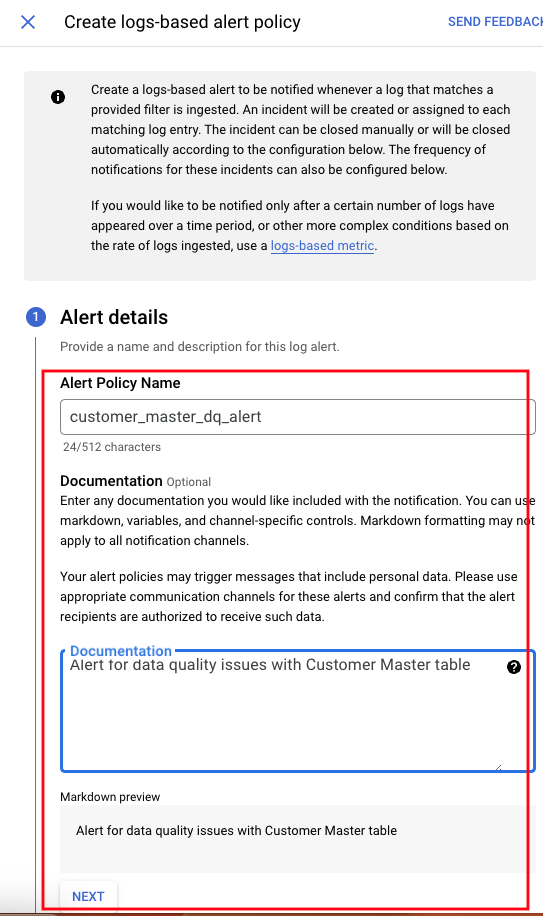 Create logs-based alert policy
SEND FEEDBACK
Create a logs-based alert to be notified whenever a log that matches a
provided filter is ingested. An incident will be created or assigned to each
matching log entry. The incident can be closed manually or will be closed
automatically according to the configuration below. The frequency of
notifications for these incidents can also be configured below.
If you would like to be notified only after a certain number of logs have
appeared over a time period, or other more complex conditions based on
the rate of logs ingested, use a logs-based metric.
1 Alert details
Provide a name and description for this log alert.
Alert Policy Name
customer_master_dq_alert
24/512 characters
Documentation Optional
Enter any documentation you would like included with the notification. You can use
markdown, variables, and channel-specific controls. Markdown formatting may not
apply to all notification channels.
Your alert policies may trigger messages that include personal data. Please use
appropriate communication channels for these alerts and confirm that the alert
recipients are authorized to receive such data.
Documentation
Alert for data quality issues with Customer Master table
Markdown preview
Alert for data quality issues with Customer Master table
NEXT